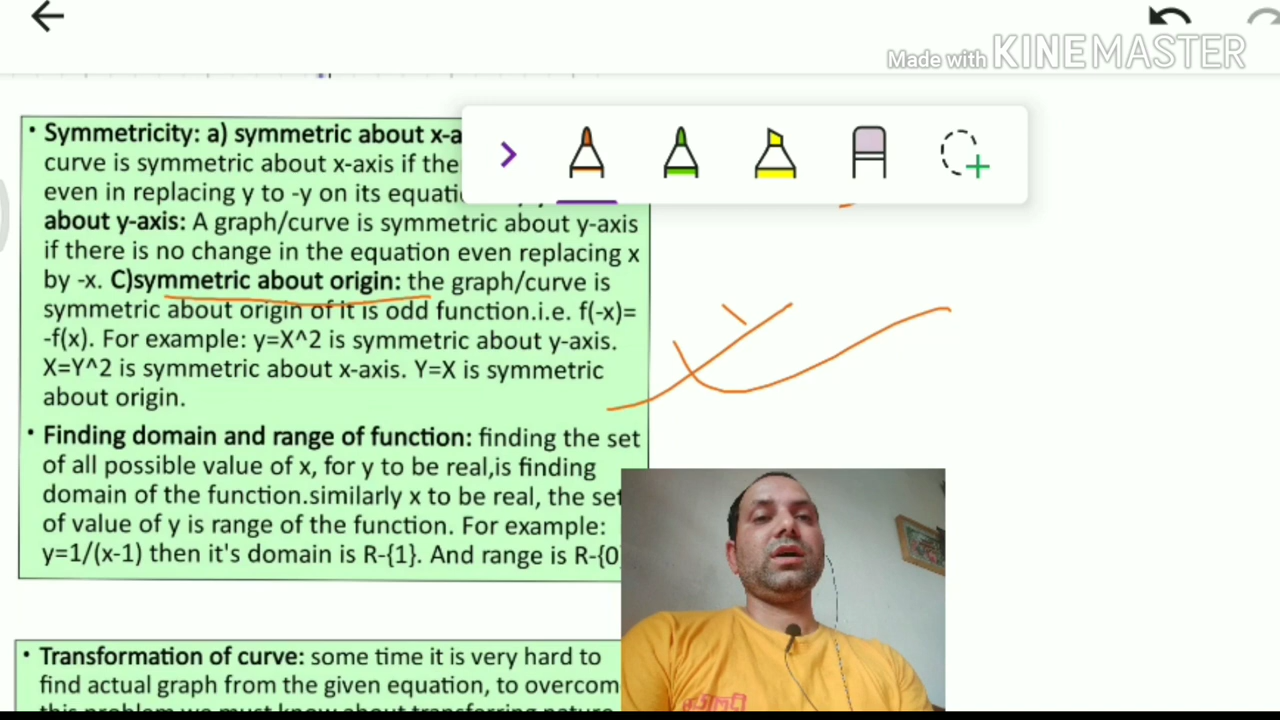 Made with KINEMASTER
• Symmetricity: a) symmetric about x-a
curve is symmetric about x-axis if the
even in replacing y to -y on its equati
about y-axis: A graph/curve is symmetric about y-axis
if there is no change in the equation even replacing x
by -x. C)symmetric about origin: the graph/curve is
symmetric about origin of it is odd function.i.e. f(-x)=
-f(x). For example: y=X^2 is symmetric about y-axis.
X=Y^2 is symmetric about x-axis. Y=X is symmetric
about origin.
• Finding domain and range of function: finding the set
of all possible value of x, for y to be real,is finding
domain of the function.similarly x to be real, the set
of value of y is range of the function. For example:
y=1/(x-1) then it's domain is R-{1}. And range is R-{0
• Transformation of curve: some time it is very hard to
find actual graph from the given equation, to overcom